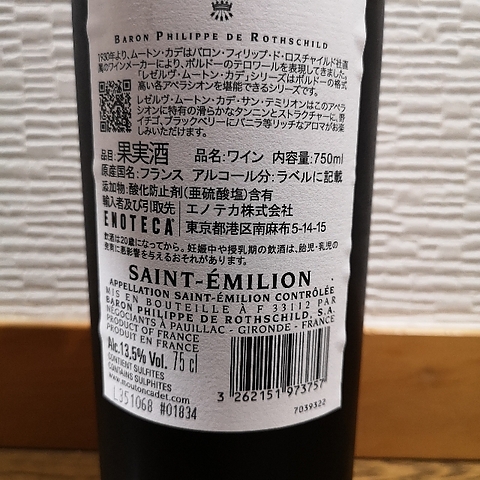 BARON PHILIPPE DE ROTHSCHILD
1930年より、ムートン・カデはバロン・フィリップ・ド・ロスチャイルド社直
属のワインメーカーにより、ボルドーのテロワールを表現してきました。
「レゼルヴ・ムートン・カデ」シリーズはボルドーの格式
高い各アペラシオンを堪能できるシリーズです。
レゼルヴ・ムートン・カデ・サン・テミリオンはこのアペラ
シオンに特有の滑らかなタンニンとストラクチャーに、野
イチゴ、ブラックベリーにバニラ等リッチなアロマがお楽
しみいただけます。
品目:果実酒 品名:ワイン 内容量:750ml
原産国名:フランス アルコール分:ラベルに記載
添加物:酸化防止剤(亜硫酸塩)含有
輸入者及び引取先 エノテカ株式会社
ENOTECA 東京都港区南麻布5-14-15
飲酒は20歳になってから。妊娠中や授乳期の飲酒は、胎児・乳児の
発育に悪影響を与えるおそれがあります。
SAINT-ÉMILION
APPELLATION SAINT-ÉMILION CONTRÔLÉE
MIS EN BOUTEILLE À F 33112 PAR
BARON PHILIPPE DE ROTHSCHILD, S.A.
NÉGOCIANTS À PAUILLAC - GIRONDE - FRANCE
PRODUCT OF FRANCE
PRODUIT EN FRANCE
Alc.13,5% Vol. 75 cl
CONTIENT SULFITES
CONTAINS SULPHITES
www.moutoncadet.com
L351068 #01834
3 262151 973757
7039322